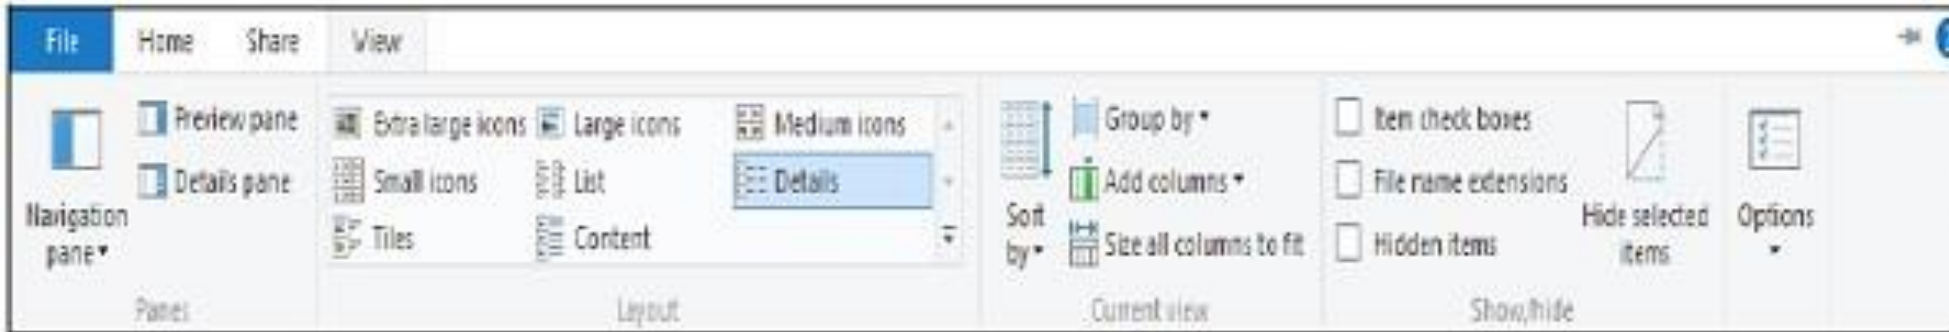 File Home Share View
Navigation pane
Preview pane
Details pane
Panes
Extra large icons Large icons Medium icons
Small icons List Details
Tiles Content
Layout
Sort by
Group by
Add columns
Size all columns to fit
Current view
Item check boxes
File name extensions
Hidden items
Hide selected items
Show/hide
Options